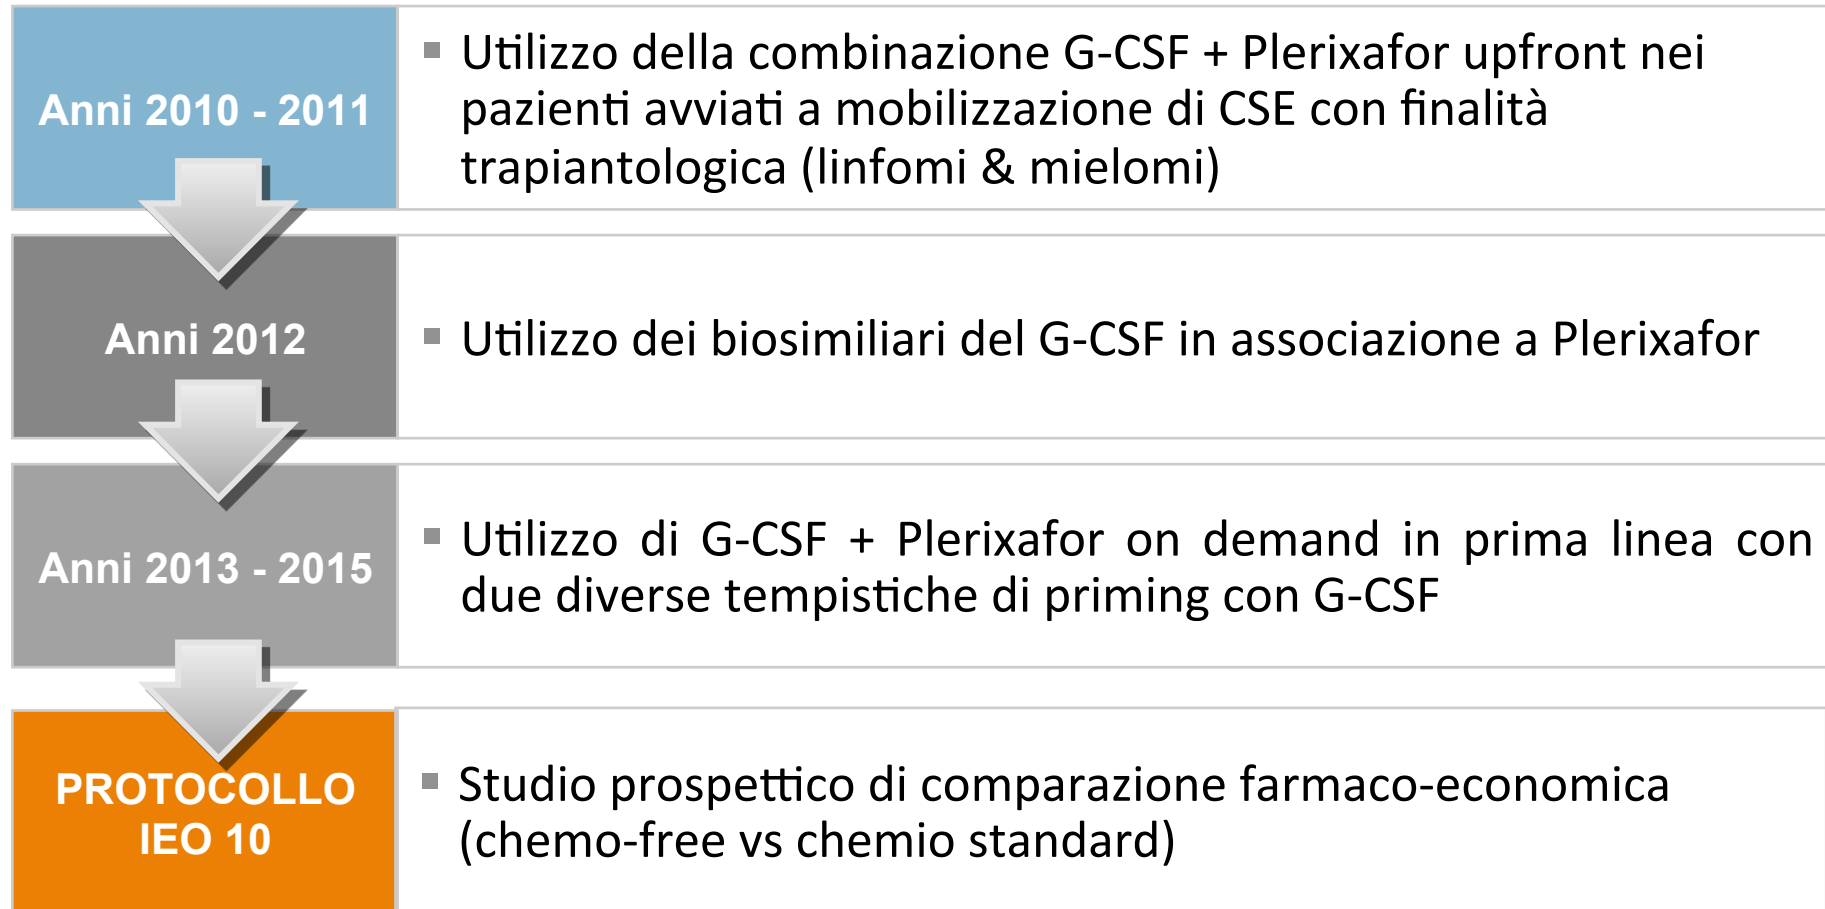 Anni 2010 - 2011
▪ Utilizzo della combinazione G-CSF + Plerixafor upfront nei
pazienti avviati a mobilizzazione di CSE con finalità
trapiantologica (linfomi & mielomi)
Anni 2012
▪ Utilizzo dei biosimiliari del G-CSF in associazione a Plerixafor
Anni 2013 - 2015
▪ Utilizzo di G-CSF + Plerixafor on demand in prima linea con
due diverse tempistiche di priming con G-CSF
PROTOCOLLO
IEO 10
▪ Studio prospettico di comparazione farmaco-economica
(chemo-free vs chemio standard)